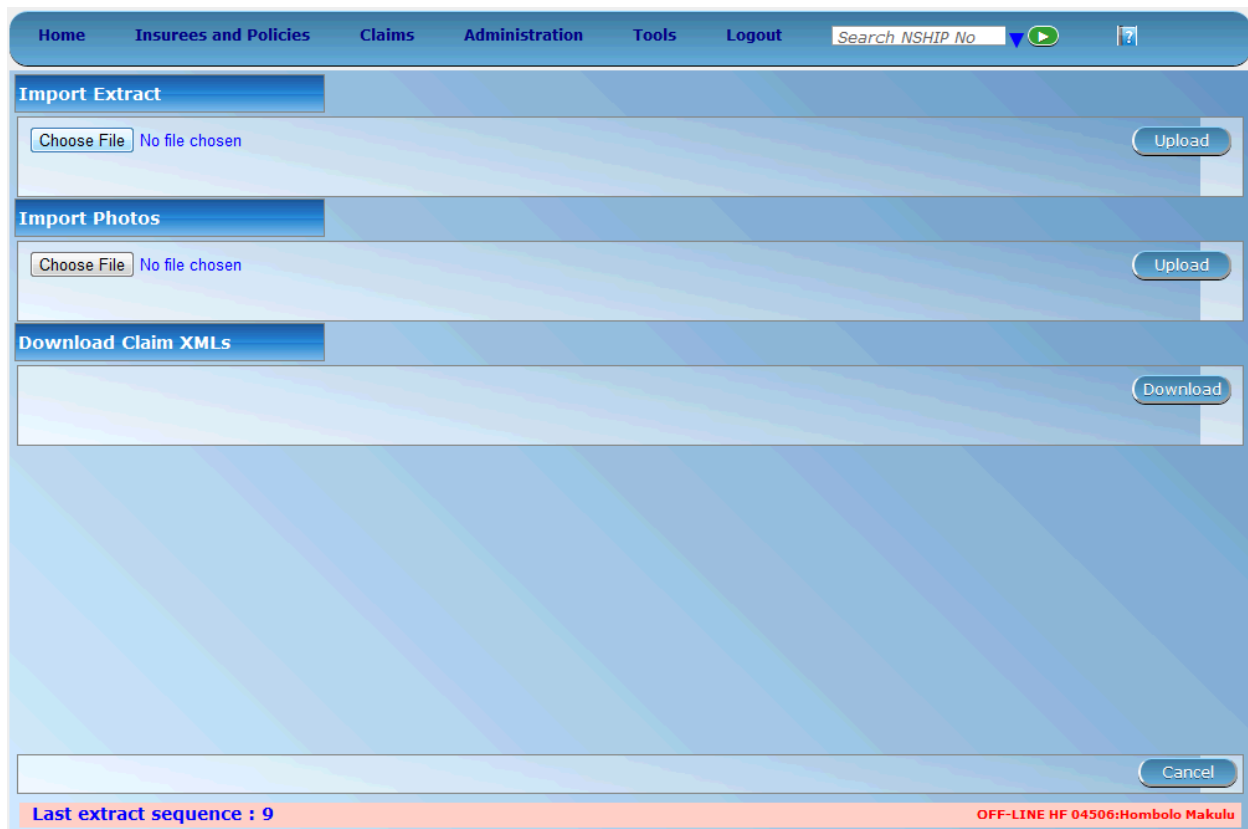 Home Insurees and Policies Claims Administration Tools Logout Search NSHIP No ?
Import Extract
Choose File No file chosen Upload
Import Photos
Choose File No file chosen Upload
Download Claim XMLs
Download
Cancel
Last extract sequence : 9 OFF-LINE HF 04506:Hombolo Makulu